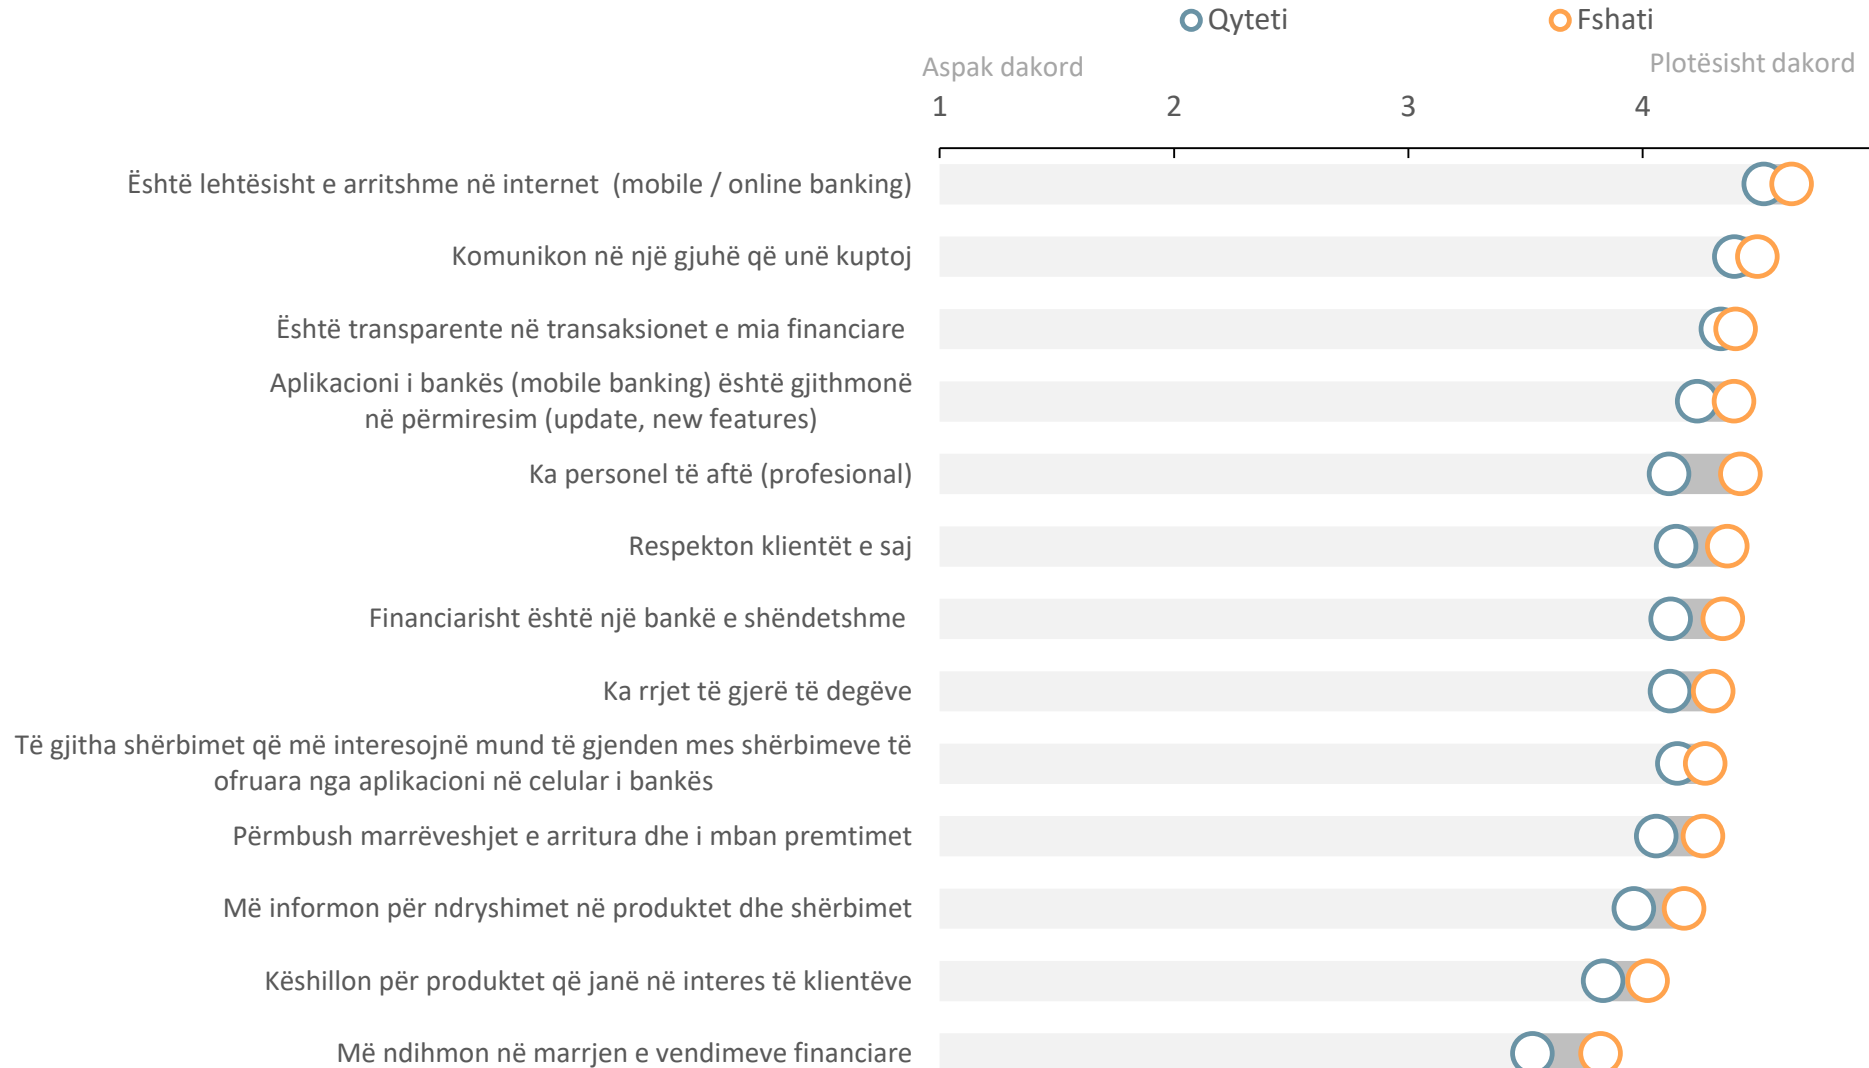 Qyteti Fshati
Aspak dakord Plotësisht dakord
1 2 3 4
Është lehtësisht e arritshme në internet (mobile / online banking)
Komunikon në një gjuhë që unë kuptoj
Është transparente në transaksionet e mia financiare
Aplikacioni i bankës (mobile banking) është gjithmonë
në përmiresim (update, new features)
Ka personel të aftë (profesional)
Respekton klientët e saj
Financiarisht është një bankë e shëndetshme
Ka rrjet të gjerë të degëve
Të gjitha shërbimet që më interesojnë mund të gjenden mes shërbimeve të
ofruara nga aplikacioni në celular i bankës
Përmbush marrëveshjet e arritura dhe i mban premtimet
Më informon për ndryshimet në produktet dhe shërbimet
Këshillon për produktet që janë në interes të klientëve
Më ndihmon në marrjen e vendimeve financiare